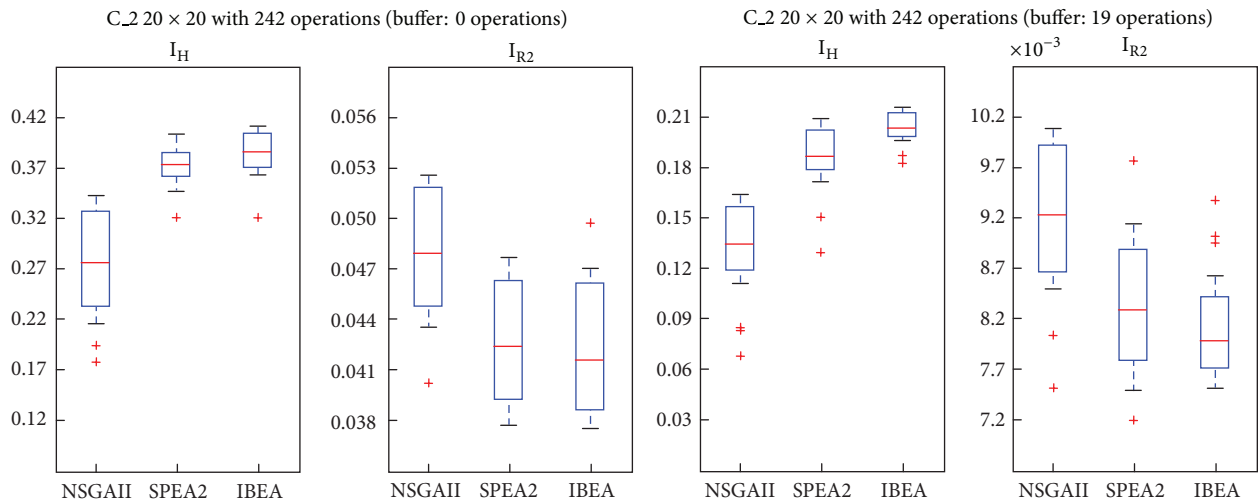 C_2 20 × 20 with 242 operations (buffer: 0 operations)
I_H
0.42
0.37
0.32
0.27
0.22
0.17
0.12
NSGAII SPEA2 IBEA
I_R2
0.056
0.053
0.050
0.047
0.044
0.041
0.038
NSGAII SPEA2 IBEA
C_2 20 × 20 with 242 operations (buffer: 19 operations)
I_H
0.21
0.18
0.15
0.12
0.09
0.06
0.03
NSGAII SPEA2 IBEA
×10⁻³ I_R2
10.2
9.7
9.2
8.7
8.2
7.7
7.2
NSGAII SPEA2 IBEA